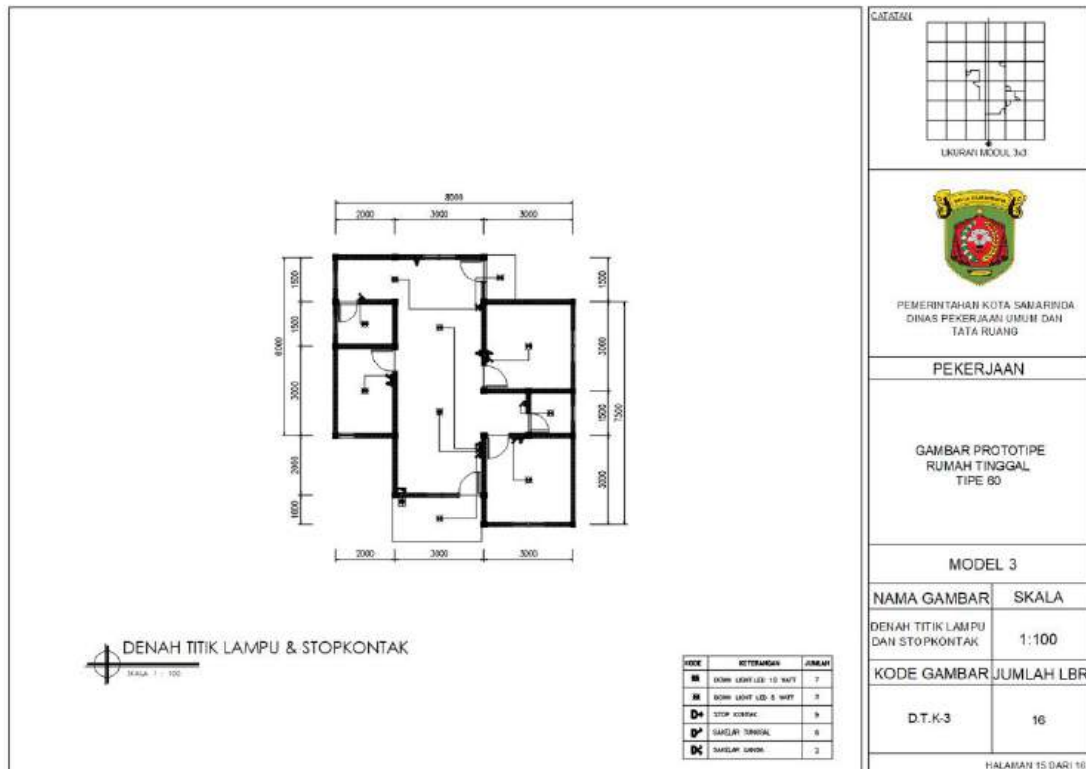 CATATAN
UKURAN MODUL 3x3
PEMERINTAHAN KOTA SAMARINDA
DINAS PEKERJAAN UMUM DAN
TATA RUANG
PEKERJAAN
GAMBAR PROTOTIPE
RUMAH TINGGAL
TIPE 60
MODEL 3
NAMA GAMBAR SKALA
DENAH TITIK LAMPU
DAN STOPKONTAK
1:100
KODE GAMBAR JUMLAH LBR
D.T.K-3 16
HALAMAN 15 DARI 16
8000
2000 3000 3000
1500 1500
1500
6000 3000
3000 1500 7500
2000 3000
2000 3000 3000
DENAH TITIK LAMPU & STOPKONTAK
SKALA 1 : 100
KODE KETERANGAN JUMLAH
DOWN LIGHT LED 10 WATT 7
DOWN LIGHT LED 5 WATT
STOP KONTAK 9
SAKELAR TUNGGAL 6
SAKELAR GANDA